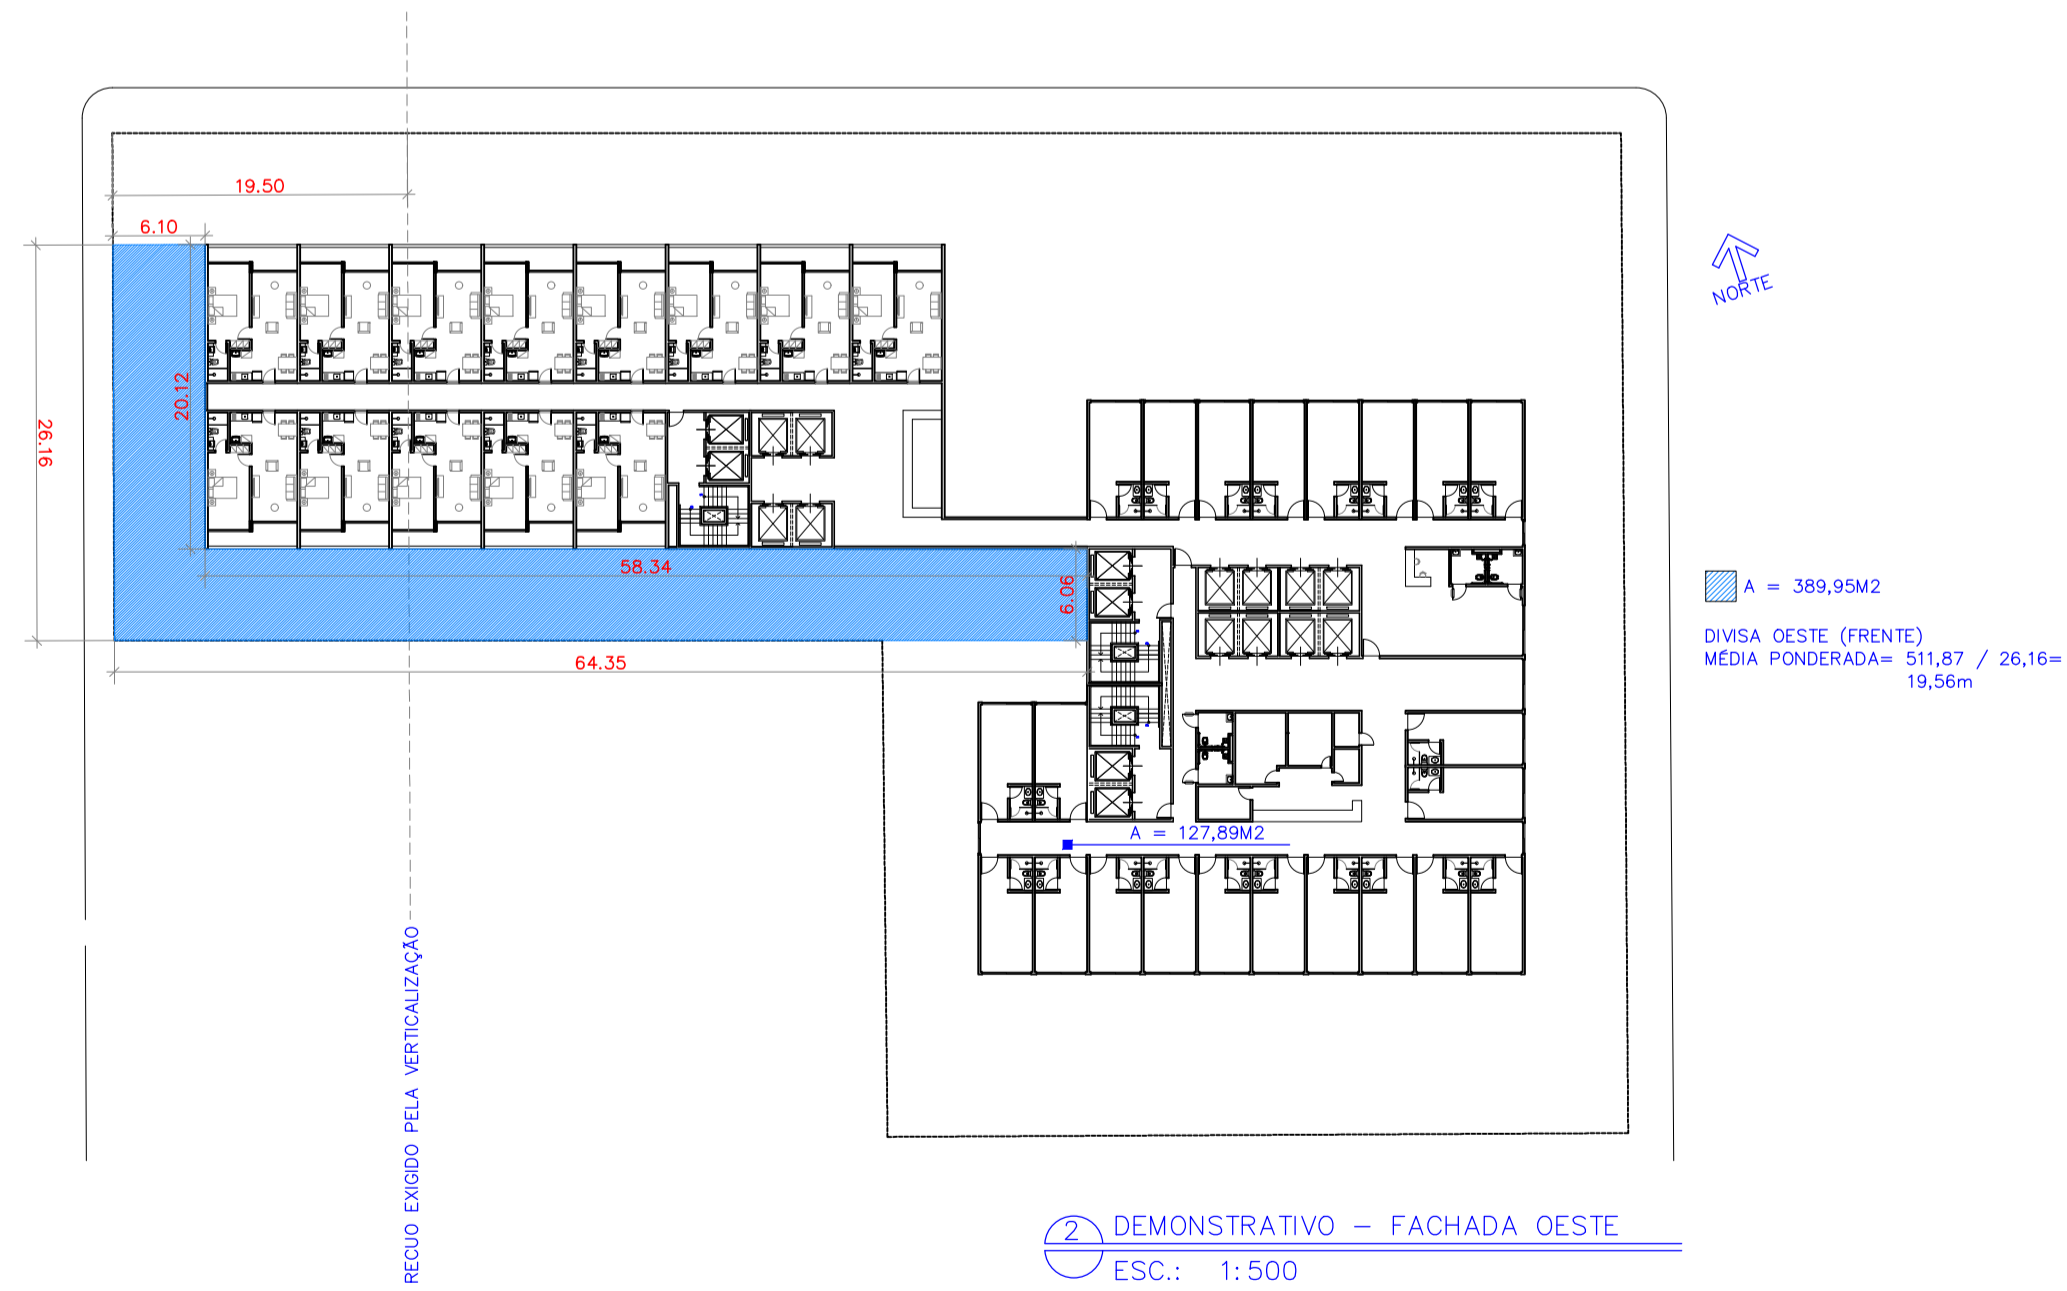 19.50
6.10
20.12
26.16
58.34
6.06
64.35
NORTE
A = 389,95M2
DIVISA OESTE (FRENTE)
MÉDIA PONDERADA= 511,87 / 26,16=
19,56m
A = 127,89M2
RECUO EXIGIDO PELA VERTICALIZAÇÃO
2 DEMONSTRATIVO – FACHADA OESTE
ESC.: 1:500